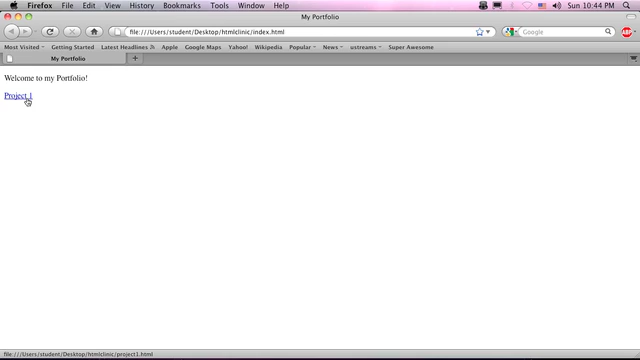 Firefox File Edit View History Bookmarks Tools Window Help Sun 10:44 PM
My Portfolio
file:///Users/student/Desktop/htmlclinic/index.html Google ABP
Most Visited Getting Started Latest Headlines Apple Google Maps Yahoo! Wikipedia Popular News ustreams Super Awesome
My Portfolio
Welcome to my Portfolio!
Project 1
file:///Users/student/Desktop/htmlclinic/project1.html